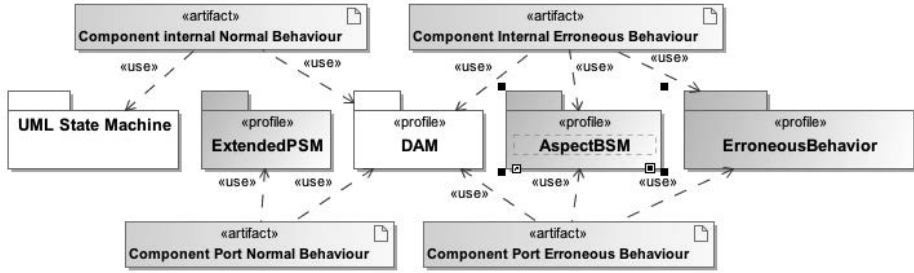 «artifact»
Component internal Normal Behaviour
«artifact»
Component Internal Erroneous Behaviour
«use»
«use»
«use»
«use»
«use»
UML State Machine
«profile»
ExtendedPSM
«profile»
DAM
«profile»
AspectBSM
«profile»
ErroneousBehavior
«use»
«use»
«use»
«use»
«use»
«artifact»
Component Port Normal Behaviour
«artifact»
Component Port Erroneous Behaviour